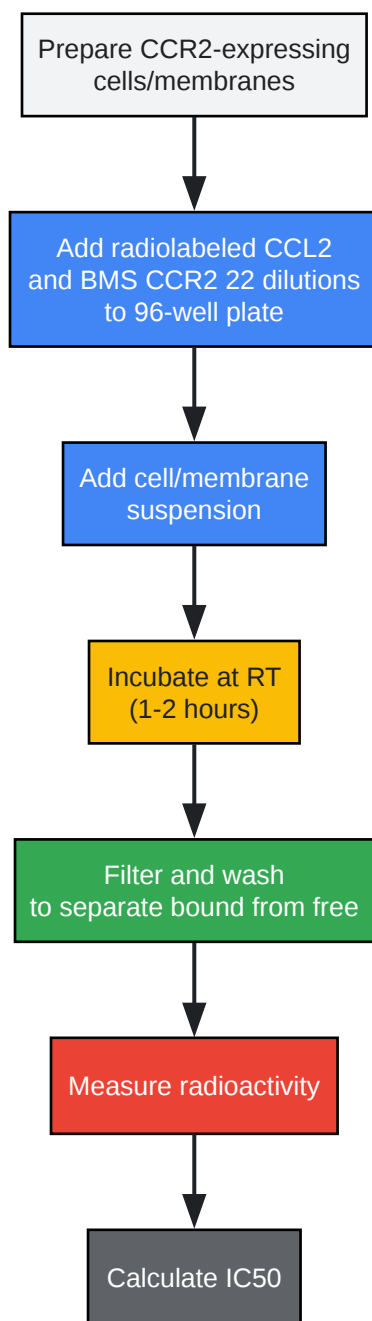 Prepare CCR2-expressing
cells/membranes
Add radiolabeled CCL2
and BMS CCR2 22 dilutions
to 96-well plate
Add cell/membrane
suspension
Incubate at RT
(1-2 hours)
Filter and wash
to separate bound from free
Measure radioactivity
Calculate IC50